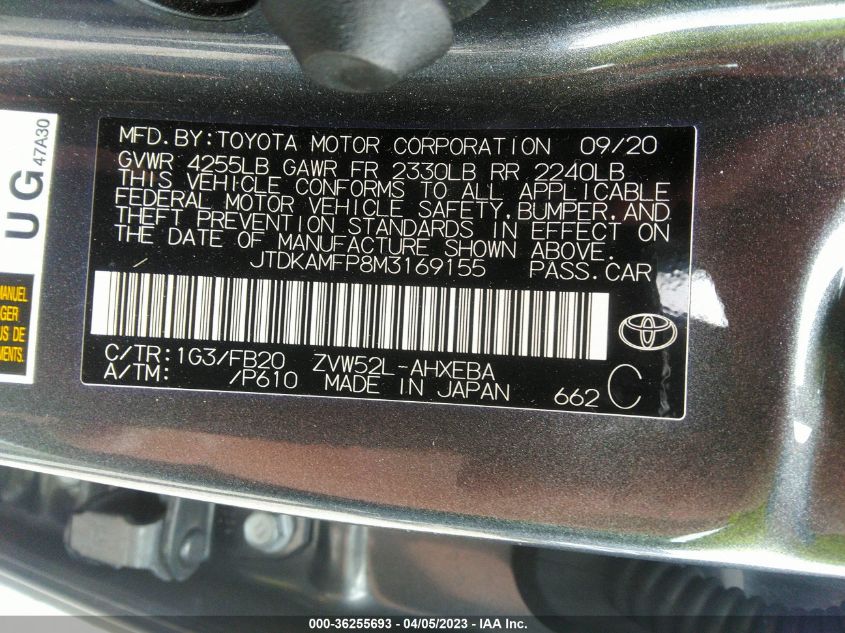 MFD.BY:TOYOTA MOTOR CORPORATION 09/20
GVWR 4255LB GAWR FR 2330LB RR 2240LB
THIS VEHICLE CONFORMS TO ALL APPLICABLE
FEDERAL MOTOR VEHICLE SAFETY,BUMPER,AND
THEFT PREVENTION STANDARDS IN EFFECT ON
THE DATE OF MANUFACTURE SHOWN ABOVE.
JTDKAMFP8M3169155 PASS.CAR
C/TR:1G3/FB20 ZVW52L-AHXEBA
A/TM: /P610 MADE IN JAPAN 662 C
UG 47A30
MANUEL
GER
US DE
MENTS.
000-36255693 - 04/05/2023 - IAA Inc.